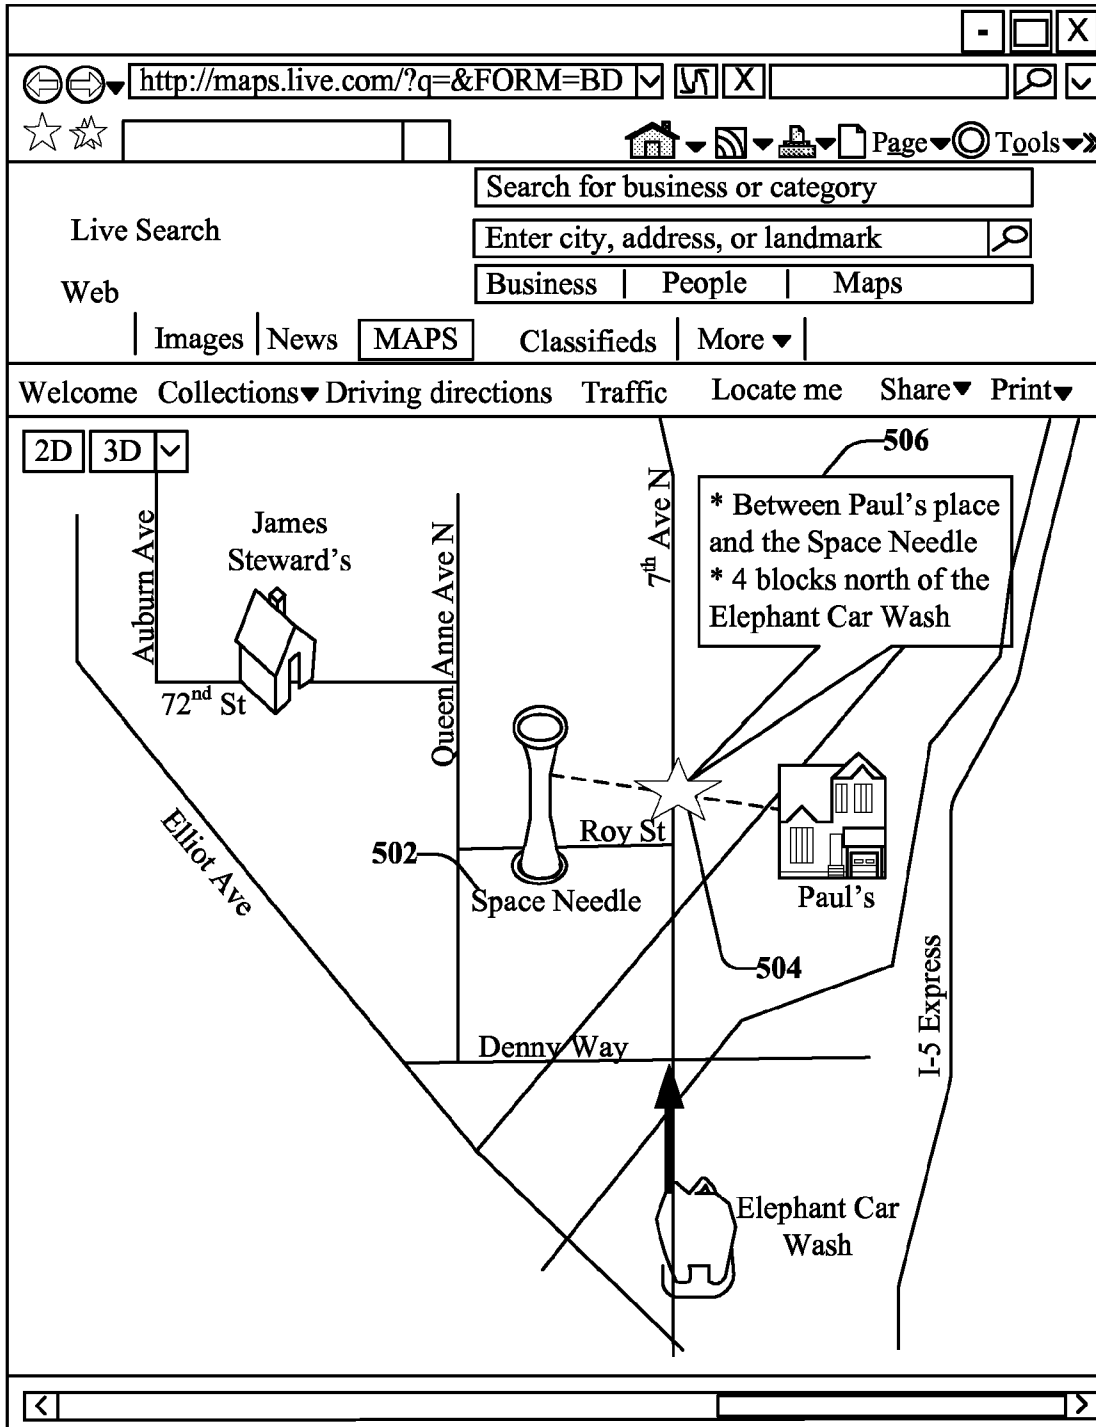 - X
http://maps.live.com/?q=&FORM=BD X
Page Tools »
Search for business or category
Live Search
Enter city, address, or landmark
Web
Business | People | Maps
Images News MAPS Classifieds More
Welcome Collections Driving directions Traffic Locate me Share Print
2D 3D
506
* Between Paul's place
and the Space Needle
* 4 blocks north of the
Elephant Car Wash
James
Steward's
Auburn Ave
Queen Anne Ave N
7th Ave N
72nd St
Roy St
502
Space Needle
Elliot Ave
Paul's
504
I-5 Express
Denny Way
Elephant Car
Wash
< >